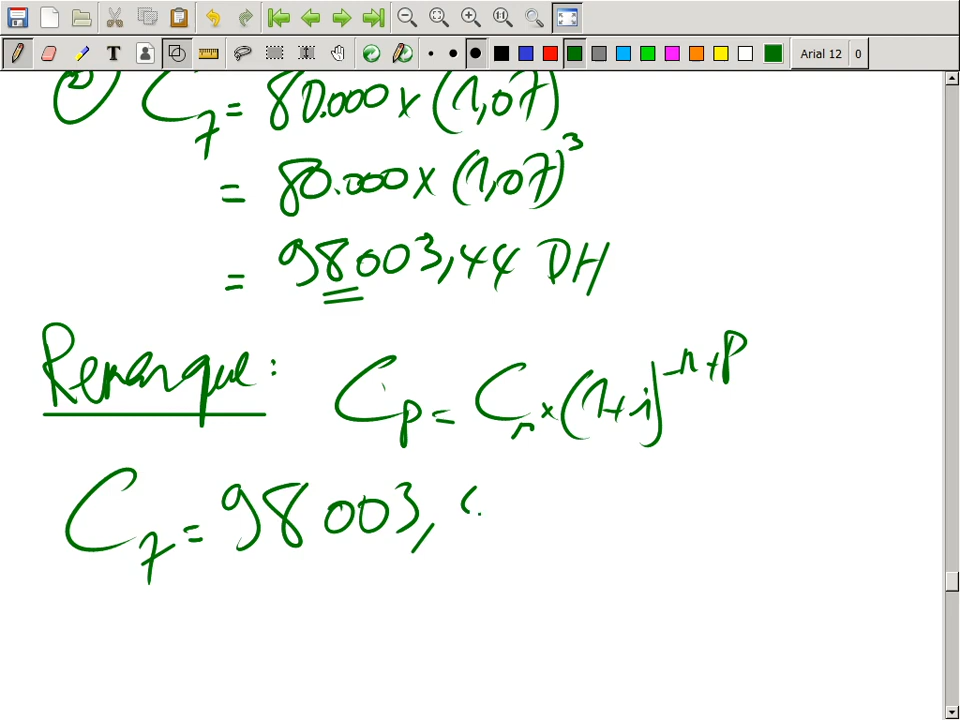 T Arial 12 0
② C₇ = 80.000 x (1,07)
= 80.000 x (1,07)³
= 98003,44 DH
Remarque : Cp = Cn x (1+i)^-n+p
C₇ = 98003,